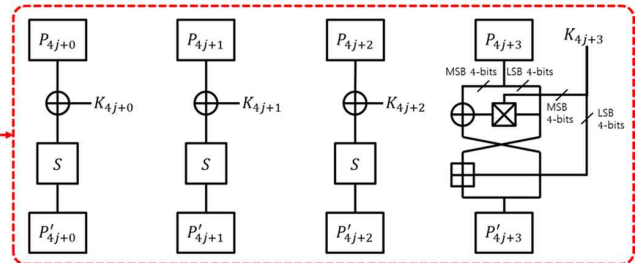 P₄ⱼ₊₀ P₄ⱼ₊₁ P₄ⱼ₊₂ P₄ⱼ₊₃ K₄ⱼ₊₃
MSB 4-bits LSB 4-bits
K₄ⱼ₊₀ K₄ⱼ₊₁ K₄ⱼ₊₂
MSB
4-bits
LSB
4-bits
S S S
P′₄ⱼ₊₀ P′₄ⱼ₊₁ P′₄ⱼ₊₂ P′₄ⱼ₊₃